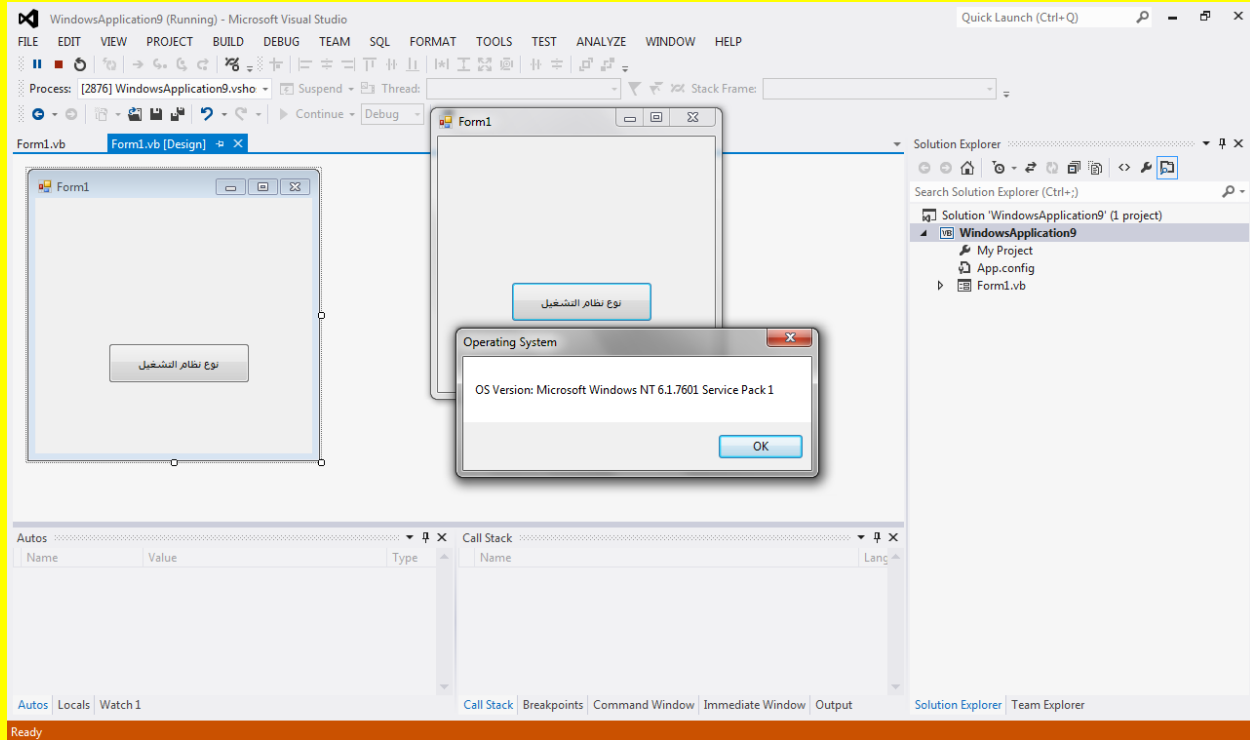 WindowsApplication9 (Running) - Microsoft Visual Studio
Quick Launch (Ctrl+Q)
FILE EDIT VIEW PROJECT BUILD DEBUG TEAM SQL FORMAT TOOLS TEST ANALYZE WINDOW HELP
Process: [2876] WindowsApplication9.vsho Suspend Thread: Stack Frame:
Continue Debug
Form1.vb Form1.vb [Design]
Form1
نوع نظام التشغيل
Form1
نوع نظام التشغيل
Operating System
OS Version: Microsoft Windows NT 6.1.7601 Service Pack 1
OK
Solution Explorer
Search Solution Explorer (Ctrl+;)
Solution 'WindowsApplication9' (1 project)
VB WindowsApplication9
My Project
App.config
Form1.vb
Autos
Name Value Type
Call Stack
Name Lang
Autos Locals Watch 1
Call Stack Breakpoints Command Window Immediate Window Output
Solution Explorer Team Explorer
Ready